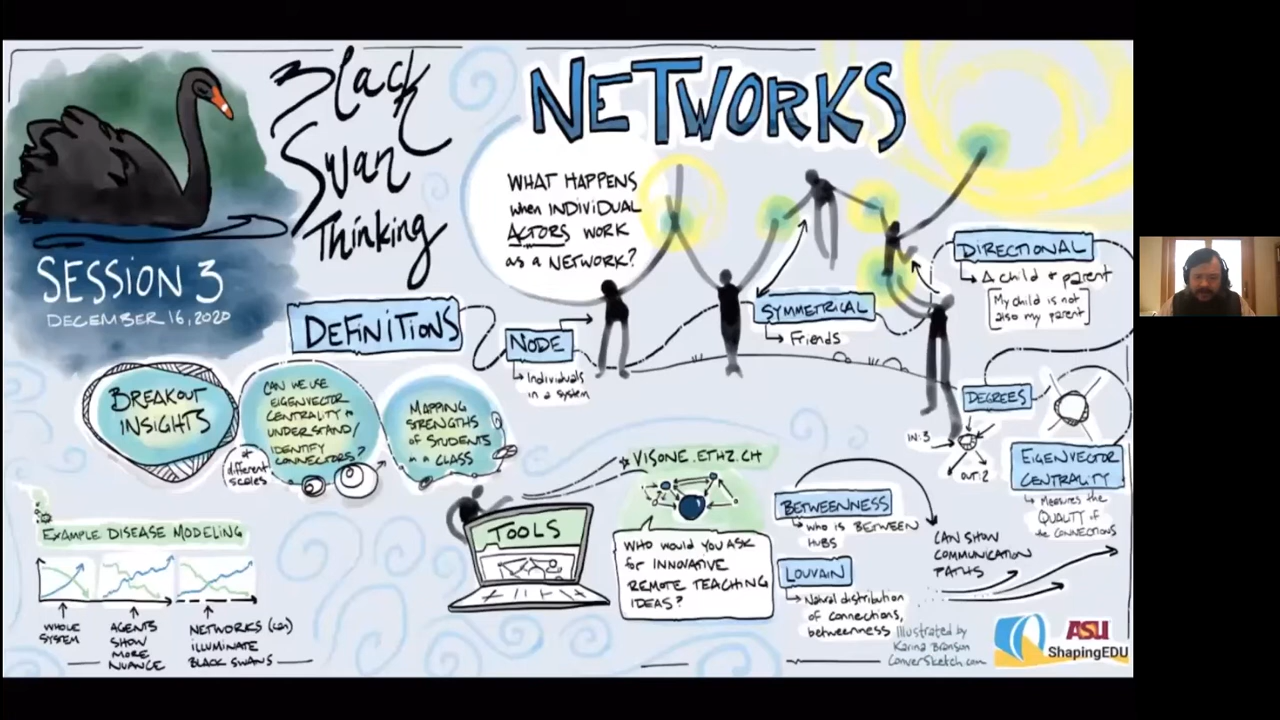 Black
Swan
Thinking
NETWORKS
SESSION 3
DECEMBER 16, 2020
WHAT HAPPENS
when INDIVIDUAL
ACTORS WORK
as a NETWORK?
DEFINITIONS
NODE
Individuals
in a system
SYMMETRICAL
Friends
DIRECTIONAL
Δ child + parent
[My child is not
also my parent]
DEGREES
IN: 3
OUT: 2
EIGENVECTOR
CENTRALITY
Measures the
QUALITY of
the CONNECTIONS
BREAKOUT
INSIGHTS
CAN WE USE
EIGENVECTOR
CENTRALITY to
UNDERSTAND/
IDENTIFY
CONNECTORS?
at
different
scales
MAPPING
STRENGTHS
of STUDENTS
in a CLASS
VISONE.ETHZ.CH
TOOLS
WHO WOULD YOU ASK
for INNOVATIVE
REMOTE TEACHING
IDEAS?
BETWEENNESS
WHO IS BETWEEN
HUBS
LOUVAIN
Natural distribution
of connections,
betweenness
CAN SHOW
COMMUNICATION
PATHS
EXAMPLE DISEASE MODELING
WHOLE
SYSTEM
AGENTS
SHOW
MORE
NUANCE
NETWORKS (can)
ILLUMINATE
BLACK SWANS
Illustrated by
Karina Branson
ConverSketch.com
ASU
ShapingEDU